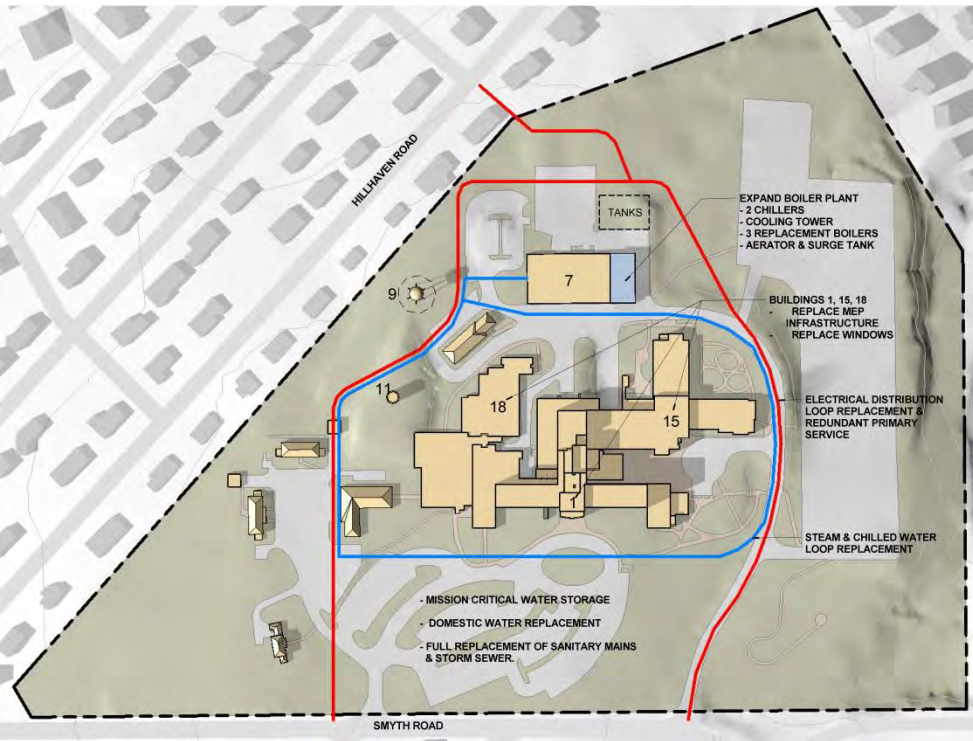 HILLHAVEN ROAD
TANKS
EXPAND BOILER PLANT
- 2 CHILLERS
- COOLING TOWER
- 3 REPLACEMENT BOILERS
- AERATOR & SURGE TANK
7
9
BUILDINGS 1, 15, 18
- REPLACE MEP
INFRASTRUCTURE
- REPLACE WINDOWS
11
18
15
ELECTRICAL DISTRIBUTION
LOOP REPLACEMENT &
REDUNDANT PRIMARY
SERVICE
1
STEAM & CHILLED WATER
LOOP REPLACEMENT
- MISSION CRITICAL WATER STORAGE
- DOMESTIC WATER REPLACEMENT
- FULL REPLACEMENT OF SANITARY MAINS
& STORM SEWER.
SMYTH ROAD